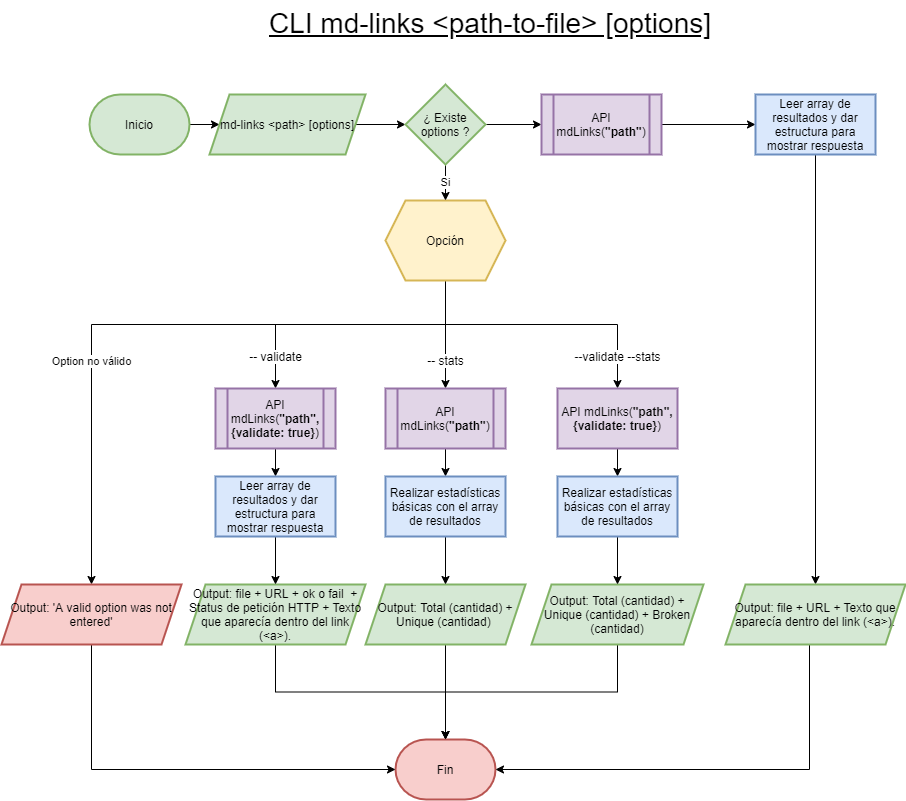 CLI md-links <path-to-file> [options]
Inicio
md-links <path> [options]
¿ Existe
options ?
API
mdLinks("path")
Leer array de
resultados y dar
estructura para
mostrar respuesta
Si
Opción
Option no válido
-- validate
-- stats
--validate --stats
API
mdLinks("path",
{validate: true})
API
mdLinks("path")
API mdLinks("path",
{validate: true})
Leer array de
resultados y dar
estructura para
mostrar respuesta
Realizar estadísticas
básicas con el array
de resultados
Realizar estadísticas
básicas con el array
de resultados
Output: 'A valid option was not
entered'
Output: file + URL + ok o fail +
Status de petición HTTP + Texto
que aparecía dentro del link
(<a>).
Output: Total (cantidad) +
Unique (cantidad)
Output: Total (cantidad) +
Unique (cantidad) + Broken
(cantidad)
Output: file + URL + Texto que
aparecía dentro del link (<a>).
Fin